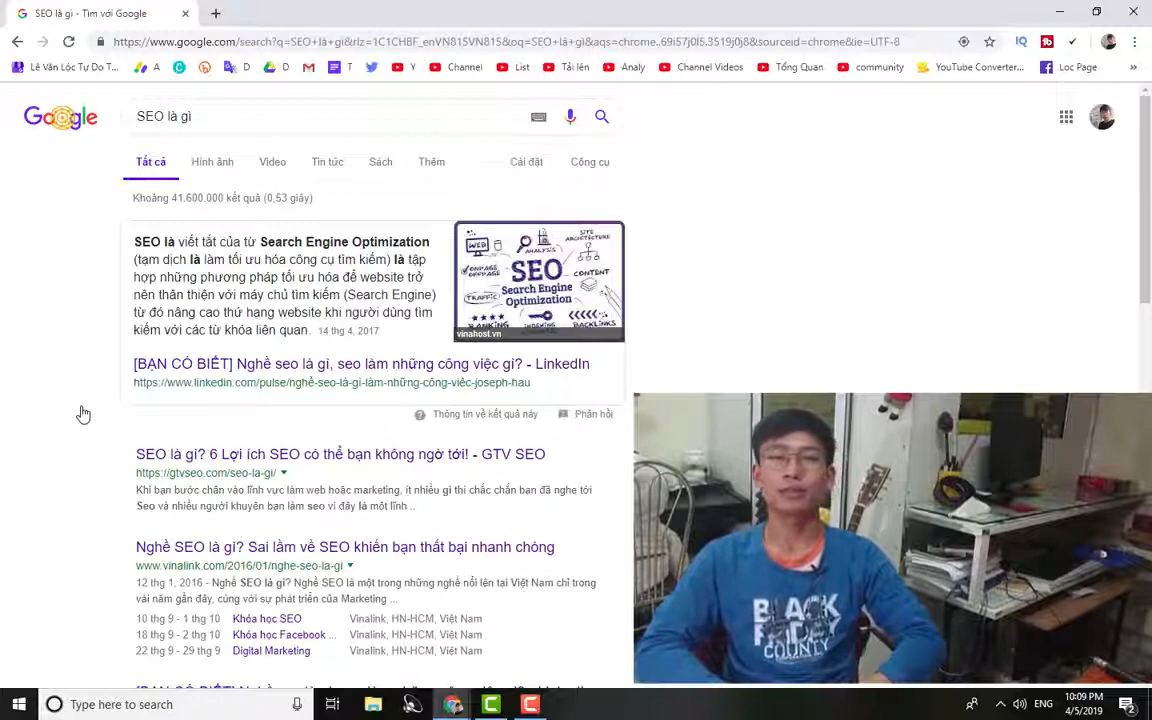 SEO là gì - Tìm với Google
https://www.google.com/search?q=SEO+là+gì&rlz=1C1CHBF_enVN815VN815&oq=SEO+là+gì&aqs=chrome..69i57j0l5.3519j0j8&sourceid=chrome&ie=UTF-8
Lê Văn Lộc Tự Do T... A D D T Y Channel List Tải lên Analy Channel Videos Tổng Quan community YouTube Converter... Loc Page »
Google
SEO là gì
Tất cả Hình ảnh Video Tin tức Sách Thêm Cài đặt Công cụ
Khoảng 41.600.000 kết quả (0,53 giây)
SEO là viết tắt của từ Search Engine Optimization
(tạm dịch là làm tối ưu hóa công cụ tìm kiếm) là tập
hợp những phương pháp tối ưu hóa để website trở
nên thân thiện với máy chủ tìm kiếm (Search Engine)
từ đó nâng cao thứ hạng website khi người dùng tìm
kiếm với các từ khóa liên quan. 14 thg 4, 2017
WEB
ANALYSIS
SITE
ARCHITECTURE
ONPAGE
OFFPAGE
SEO
Search Engine
Optimization
CONTENT
TRAFFIC
RANKING
BACKLINKS
vinahost.vn
[BẠN CÓ BIẾT] Nghề seo là gì, seo làm những công việc gì? - LinkedIn
https://www.linkedin.com/pulse/nghề-seo-là-gì-làm-những-công-việc-joseph-hau
Thông tin về kết quả này Phản hồi
SEO là gì? 6 Lợi ích SEO có thể bạn không ngờ tới! - GTV SEO
https://gtvseo.com/seo-la-gi/
Khi bạn bước chân vào lĩnh vực làm web hoặc marketing, ít nhiều gì thì chắc chắn bạn đã nghe tới
Seo và nhiều người khuyên bạn làm seo vì đây là một lĩnh ...
Nghề SEO là gì? Sai lầm về SEO khiến bạn thất bại nhanh chóng
www.vinalink.com/2016/01/nghe-seo-la-gi
12 thg 1, 2016 - Nghề SEO là gì? Nghề SEO là một trong những nghề nổi lên tại Việt Nam chỉ trong
vài năm gần đây, cùng với sự phát triển của Marketing ...
10 thg 9 - 1 thg 10 Khóa học SEO Vinalink, HN-HCM, Việt Nam
18 thg 9 - 2 thg 10 Khóa học Facebook ... Vinalink, HN-HCM, Việt Nam
22 thg 9 - 29 thg 9 Digital Marketing Vinalink, HN-HCM, Việt Nam
BLACK
FRIDAY
COUNTY
Type here to search
ENG
10:09 PM
4/5/2019
2